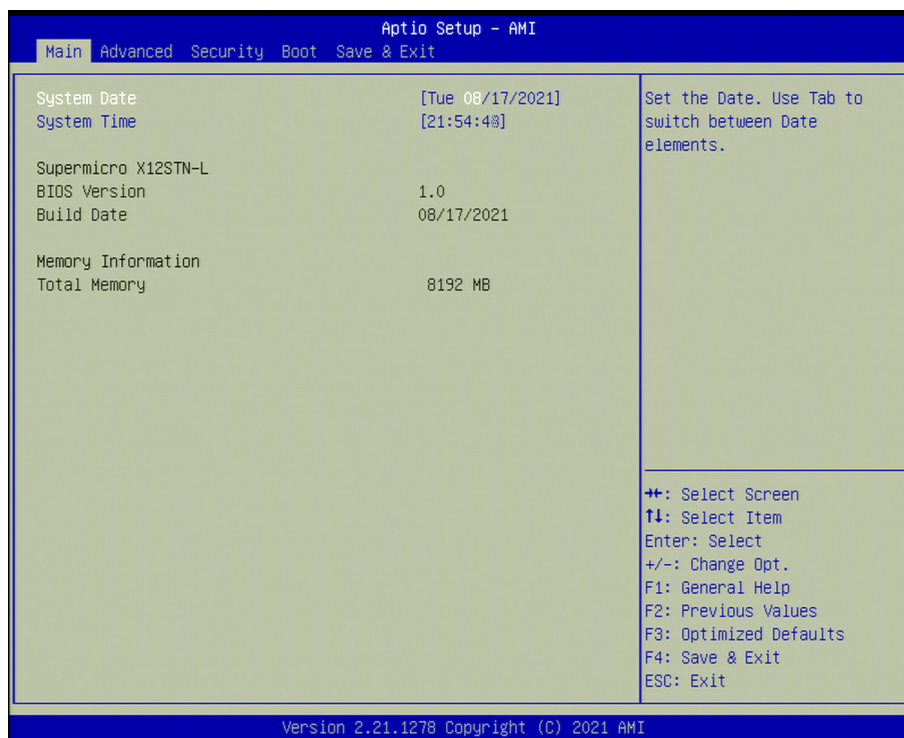 Aptio Setup – AMI
Main Advanced Security Boot Save & Exit
System Date [Tue 08/17/2021]
System Time
Supermicro X12STN-L
BIOS Version 1.0
Build Date 08/17/2021
Memory Information
Total Memory 8192 MB
Set the Date. Use Tab to
switch between Date
elements.
→←: Select Screen
↑↓: Select Item
Enter: Select
+/-: Change Opt.
F1: General Help
F2: Previous Values
F3: Optimized Defaults
F4: Save & Exit
ESC: Exit
Version 2.21.1278 Copyright (C) 2021 AMI